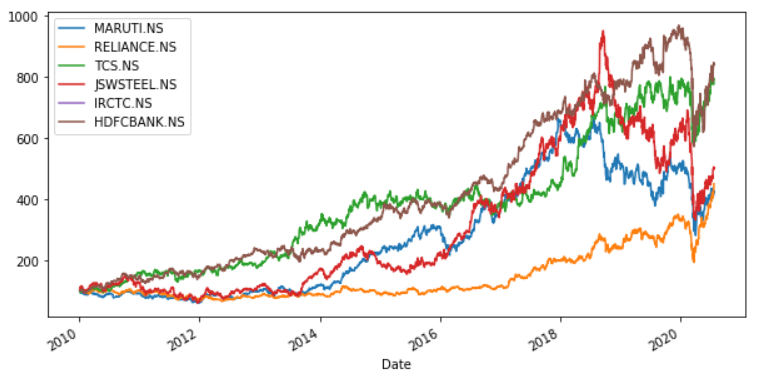 1000
800
600
400
200
MARUTI.NS
RELIANCE.NS
TCS.NS
JSWSTEEL.NS
IRCTC.NS
HDFCBANK.NS
2010
2012
2014
2016
2018
2020
Date